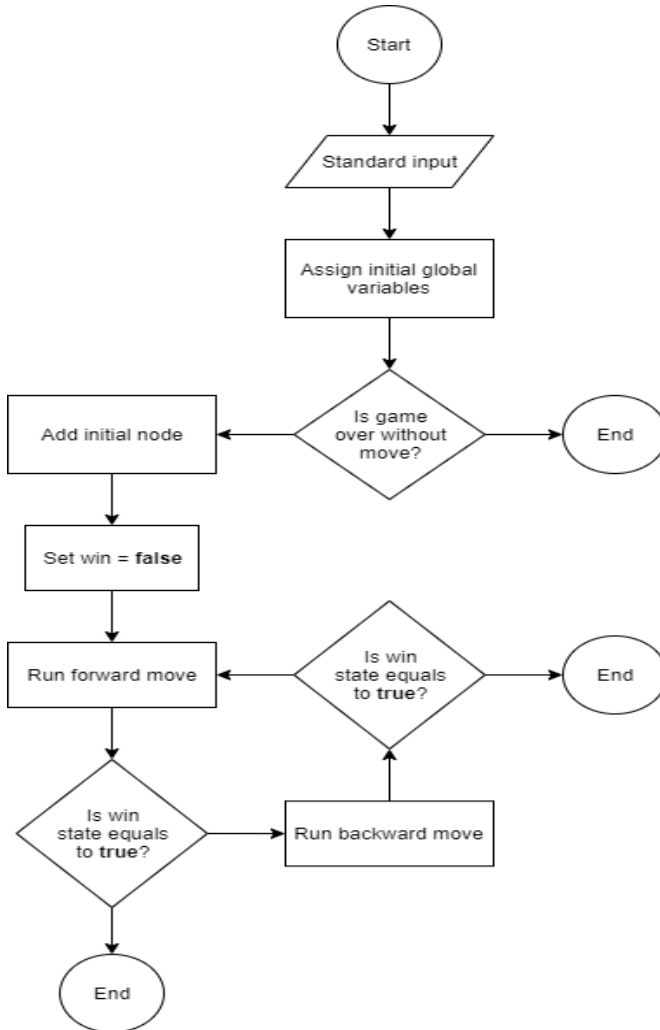 Start
Standard input
Assign initial global
variables
Is game
over without
move?
End
Add initial node
Set win = false
Run forward move
Is win
state equals
to true?
End
Is win
state equals
to true?
Run backward move
End